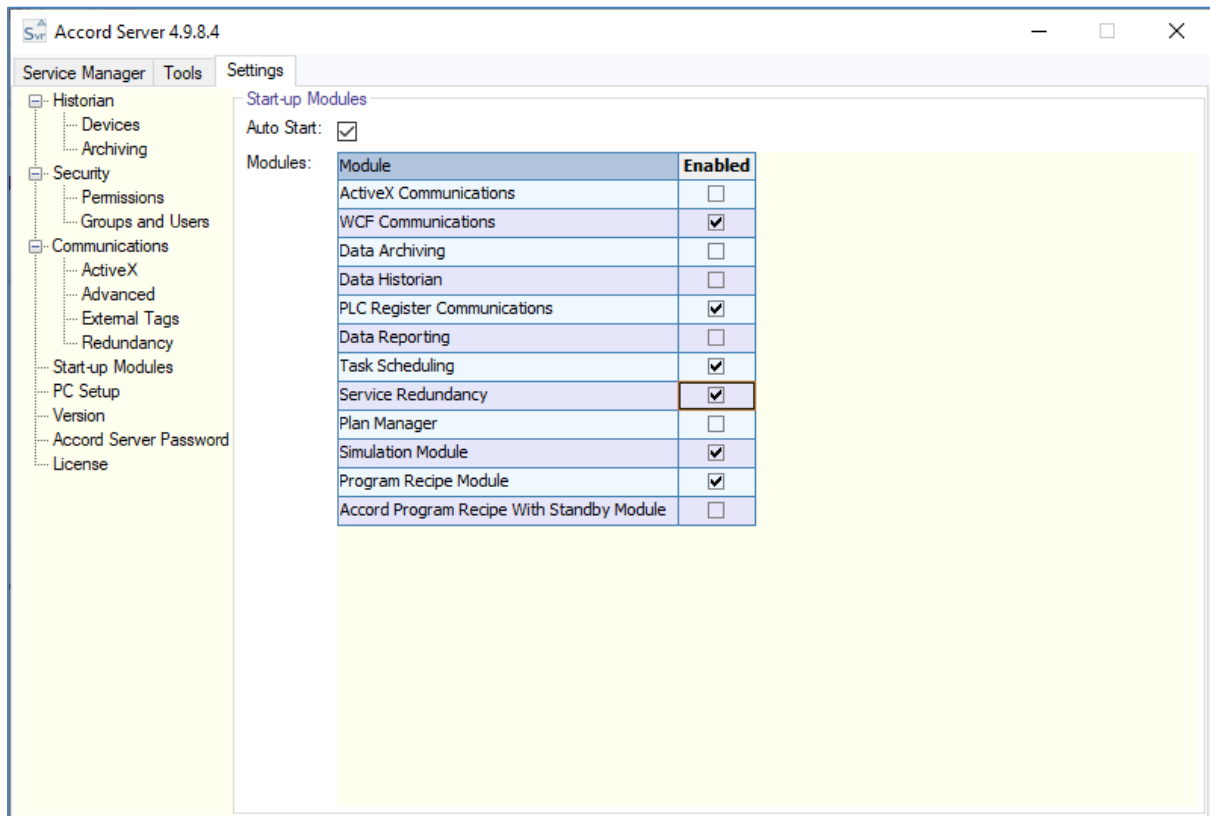 Svr Accord Server 4.9.8.4
Service Manager Tools Settings
Historian
Devices
Archiving
Security
Permissions
Groups and Users
Communications
ActiveX
Advanced
External Tags
Redundancy
Start-up Modules
PC Setup
Version
Accord Server Password
License
Start-up Modules
Auto Start:
Modules:
Module Enabled
ActiveX Communications
WCF Communications
Data Archiving
Data Historian
PLC Register Communications
Data Reporting
Task Scheduling
Service Redundancy
Plan Manager
Simulation Module
Program Recipe Module
Accord Program Recipe With Standby Module